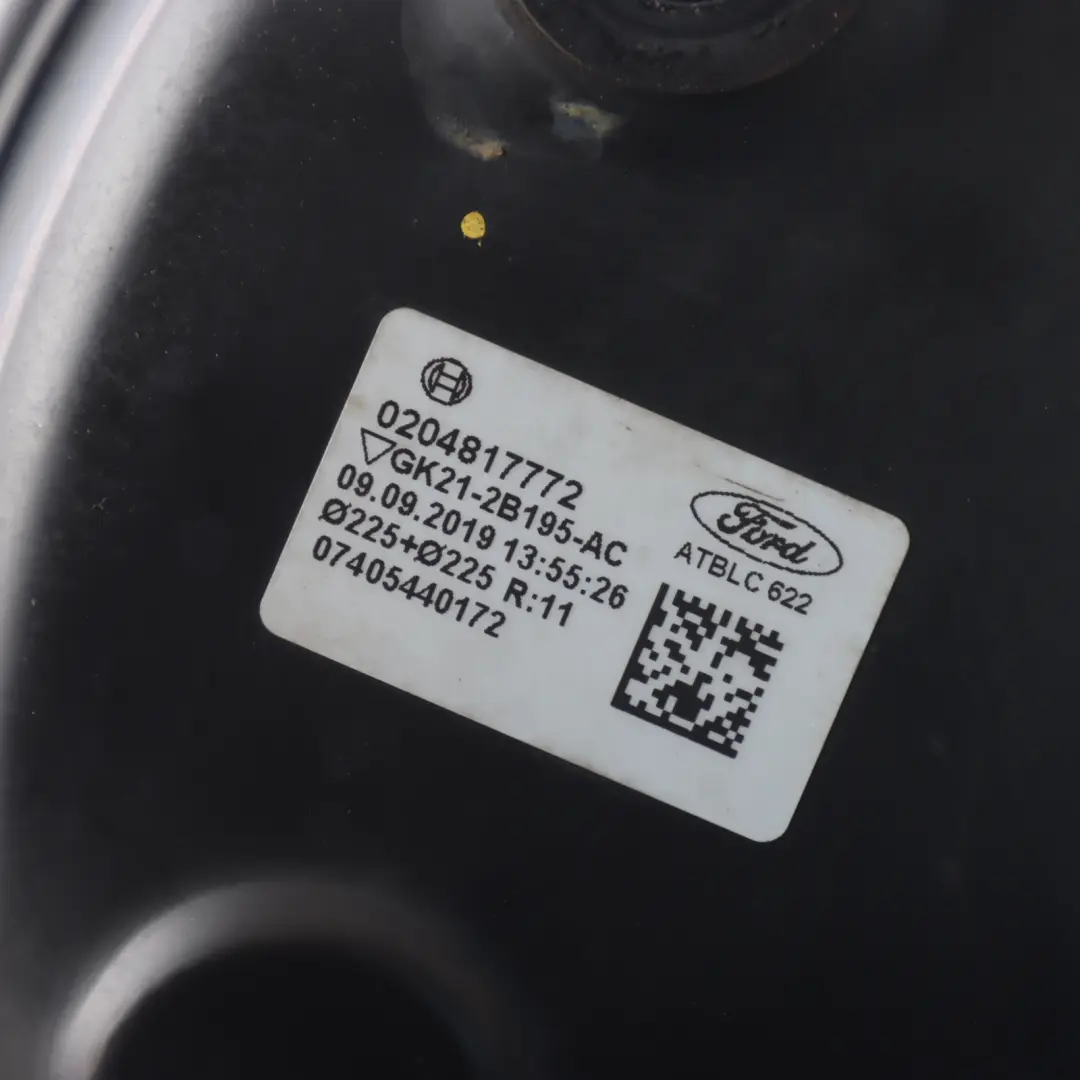 0204817772
▽GK21-2B195-AC
09.09.2019 13:55:26
Ø225+Ø225 R:11
07405440172
Ford
ATBLC 622